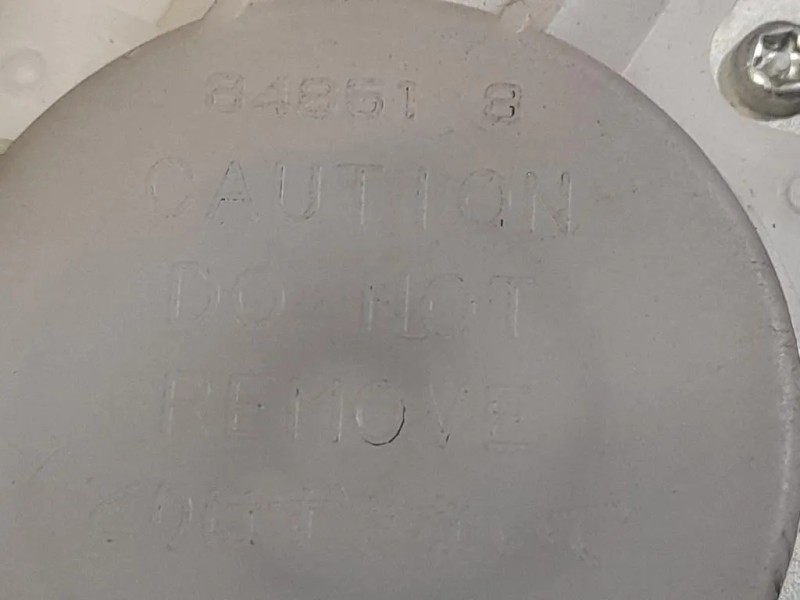 84851 8
CAUTION
DO NOT
REMOVE